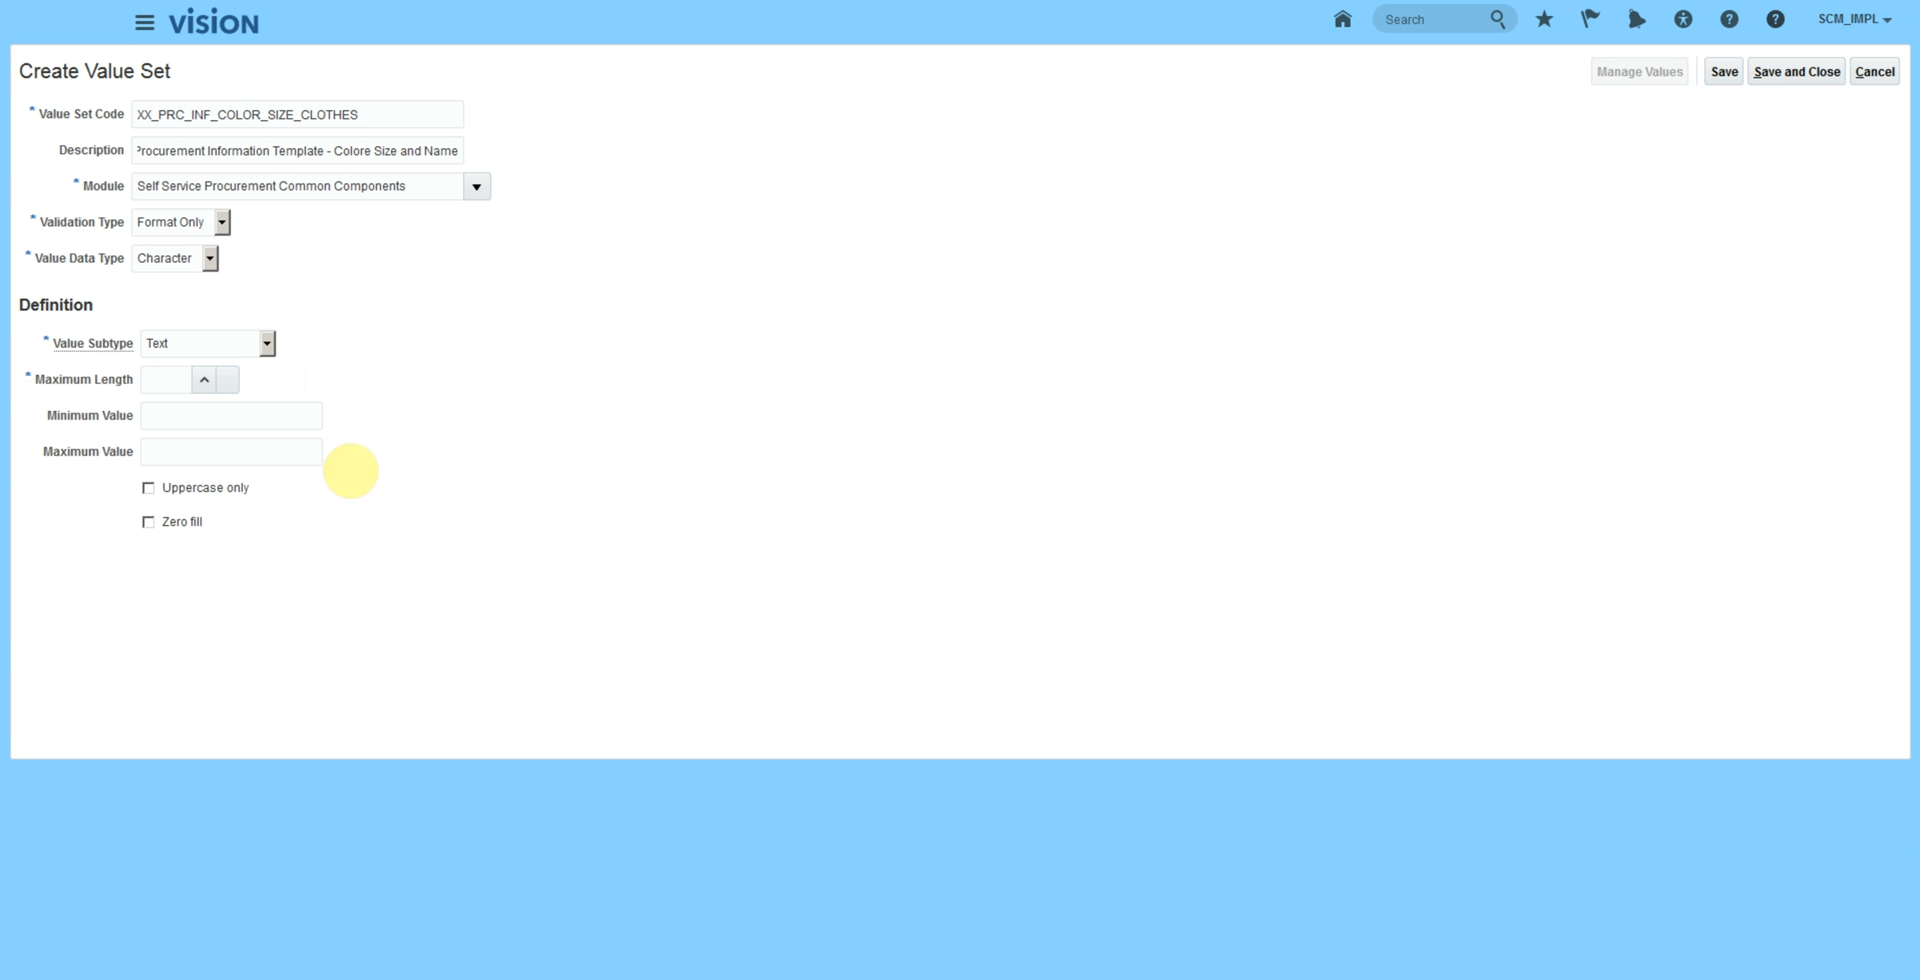 vision
Search
SCM_IMPL
Create Value Set
Manage Values
Save
Save and Close
Cancel
* Value Set Code XX_PRC_INF_COLOR_SIZE_CLOTHES
Description Procurement Information Template - Colore Size and Name
* Module Self Service Procurement Common Components
* Validation Type Format Only
* Value Data Type Character
Definition
* Value Subtype Text
* Maximum Length
Minimum Value
Maximum Value
Uppercase only
Zero fill